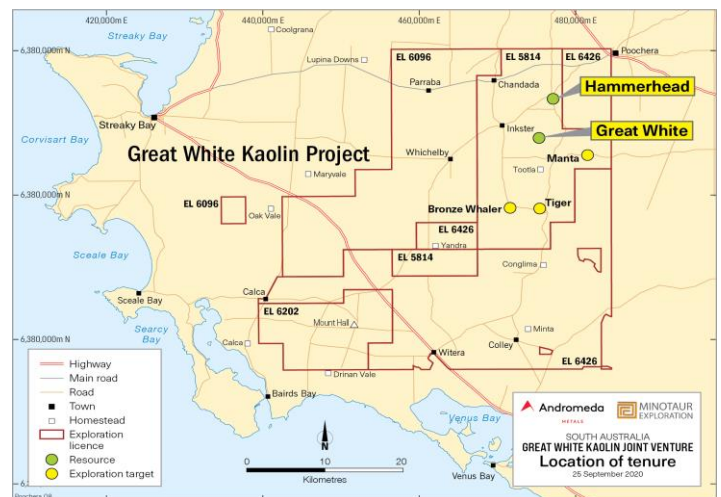 420,000m E
440,000m E
460,000m E
480,000m E
Streaky Bay
Coolgrana
6,380,000m N
Lupina Downs
EL 6096
EL 5814
EL 6426
Poochera
Parraba
Chandada
Hammerhead
Streaky Bay
Corvisart Bay
Inkster
Great White
Great White Kaolin Project
Whichelby
Manta
Maryvale
Tootla
6,380,000m N
EL 6096
Oak Vale
Bronze Whaler
Tiger
EL 6426
Yandra
Sceale Bay
EL 5814
Conglima
Sceale Bay
Calca
EL 6202
Searcy
Bay
Mount Hall
Minta
6,380,000m N
Calca
Colley
Witera
EL 6426
Drinan Vale
Bairds Bay
Highway
Main road
Road
Town
Homestead
Exploration
licence
Resource
Exploration target
N
0 10 20
Kilometres
Venus Bay
Venus Bay
Andromeda
METALS
MINOTAUR
EXPLORATION
SOUTH AUSTRALIA
GREAT WHITE KAOLIN JOINT VENTURE
Location of tenure
25 September 2020